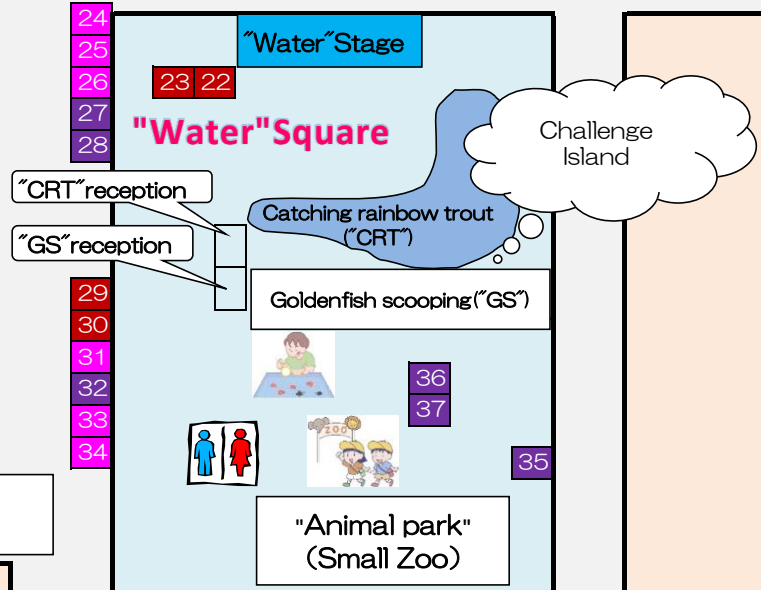 24
25
26
27
28
"Water"Stage
23 22
"Water"Square
Challenge
Island
"CRT"reception
"GS"reception
Catching rainbow trout
("CRT")
Goldenfish scooping("GS")
29
30
31
32
33
34
36
37
35
ZOO
"Animal park"
(Small Zoo)